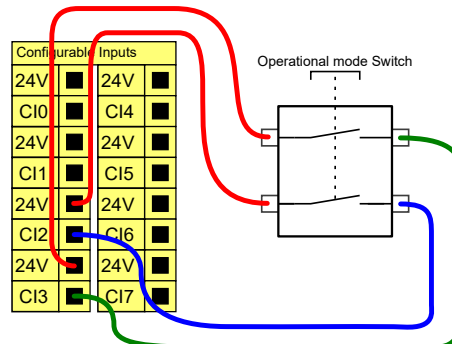 Configurable Inputs
Operational mode Switch
24V 24V
CI0 CI4
24V 24V
CI1 CI5
24V 24V
CI2 CI6
24V 24V
CI3 CI7